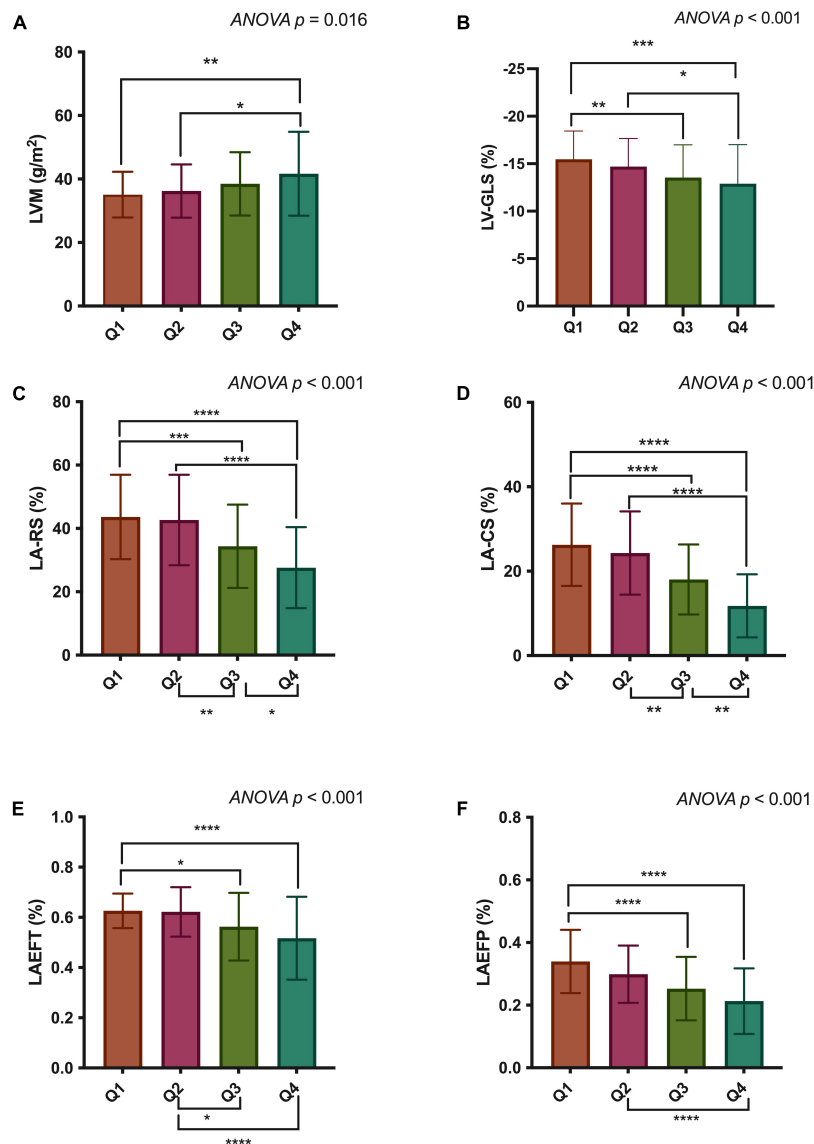 A
ANOVA p = 0.016
LVM (g/m²)
80
60
40
20
0
**
*
Q1 Q2 Q3 Q4
B
ANOVA p < 0.001
LV-GLS (%)
-25
-20
-15
-10
-5
0
***
*
**
Q1 Q2 Q3 Q4
C
ANOVA p < 0.001
LA-RS (%)
80
60
40
20
0
****
***
****
Q1 Q2 Q3 Q4
** *
D
ANOVA p < 0.001
LA-CS (%)
60
40
20
0
****
****
****
Q1 Q2 Q3 Q4
** **
E
ANOVA p < 0.001
LAEFT (%)
1.0
0.8
0.6
0.4
0.2
0.0
****
*
Q1 Q2 Q3 Q4
*
****
F
ANOVA p < 0.001
LAEFP (%)
0.8
0.6
0.4
0.2
0.0
****
****
Q1 Q2 Q3 Q4
****